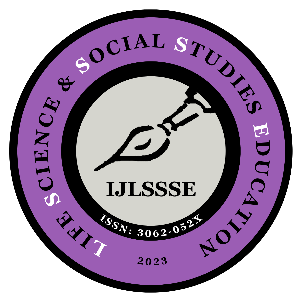 LIFE SCIENCE & SOCIAL STUDIES EDUCATION
IJLSSSE
ISSN: 3062-052X
2023